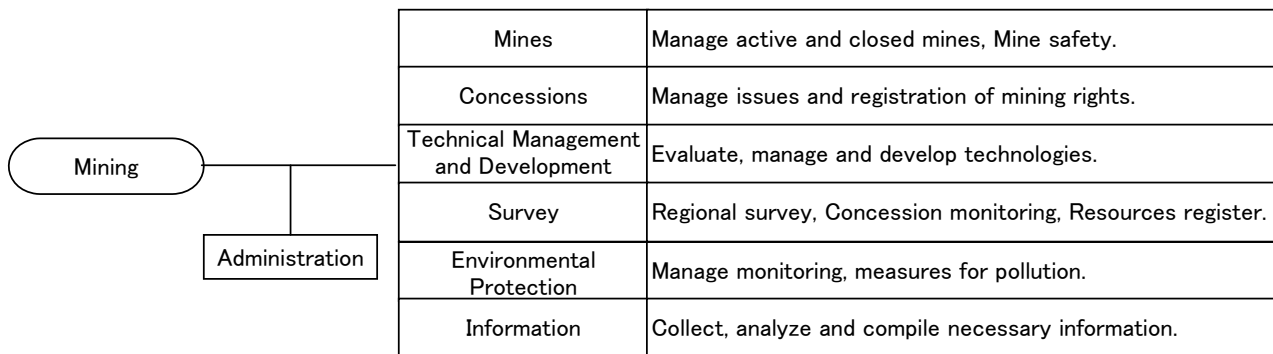 Mining
Administration
Mines
Manage active and closed mines, Mine safety.
Concessions
Manage issues and registration of mining rights.
Technical Management
and Development
Evaluate, manage and develop technologies.
Survey
Regional survey, Concession monitoring, Resources register.
Environmental
Protection
Manage monitoring, measures for pollution.
Information
Collect, analyze and compile necessary information.